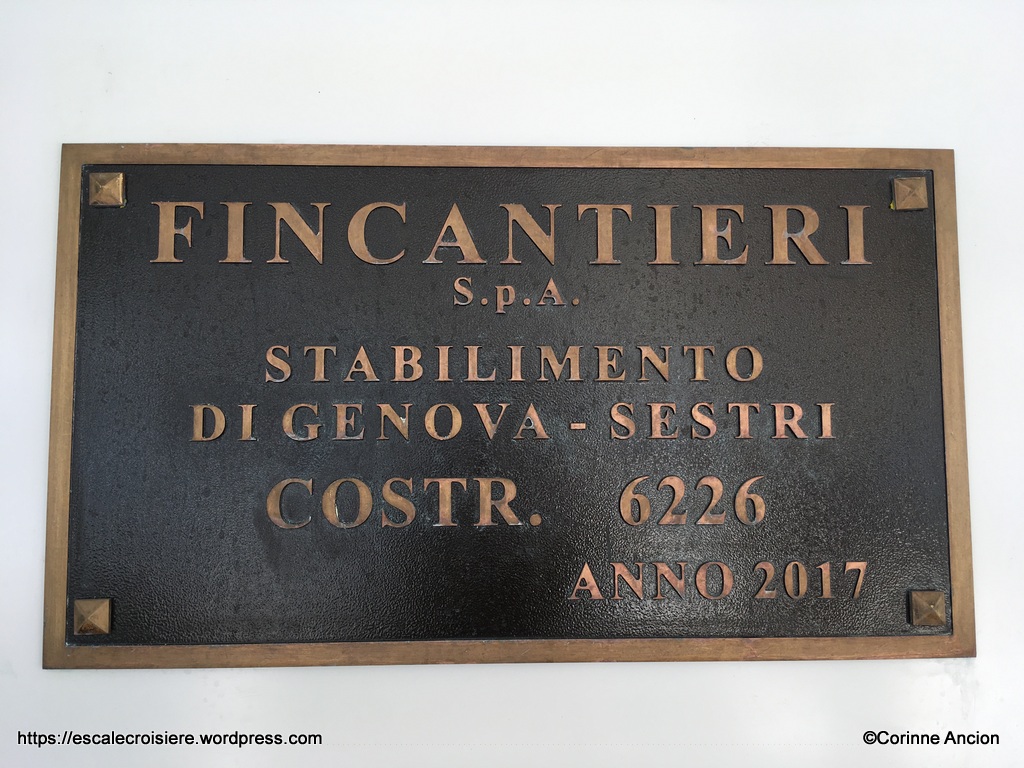 FINCANTIERI
S.p.A.
STABILIMENTO
DI GENOVA - SESTRI
COSTR. 6226
ANNO 2017
https://escalecroisiere.wordpress.com
©Corinne Ancion